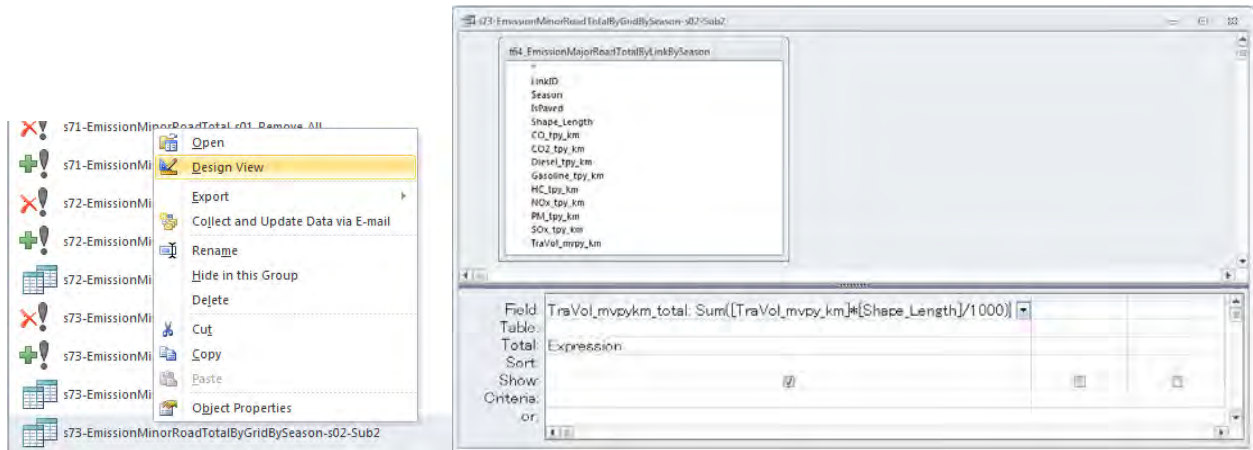 s71-EmissionMinorRoadTotal-s01_Remove_All
s71-EmissionMi
s72-EmissionMi
s72-EmissionMi
s72-EmissionMi
s73-EmissionMi
s73-EmissionMi
s73-EmissionMi
s73-EmissionMinorRoadTotalByGridBySeason-s02-Sub2
Open
Design View
Export
Collect and Update Data via E-mail
Rename
Hide in this Group
Delete
Cut
Copy
Paste
Object Properties
s73-EmissionMinorRoadTotalByGridBySeason-s02-Sub2
t64_EmissionMajorRoadTotalByLinkBySeason
*
LinkID
Season
IsPaved
Shape_Length
CO_tpy_km
CO2_tpy_km
Diesel_tpy_km
Gasoline_tpy_km
HC_tpy_km
NOx_tpy_km
PM_tpy_km
SOx_tpy_km
TraVol_mvpy_km
Field: TraVol_mvpykm_total: Sum([TraVol_mvpy_km]*[Shape_Length]/1000)
Table:
Total: Expression
Sort:
Show:
Criteria:
or: